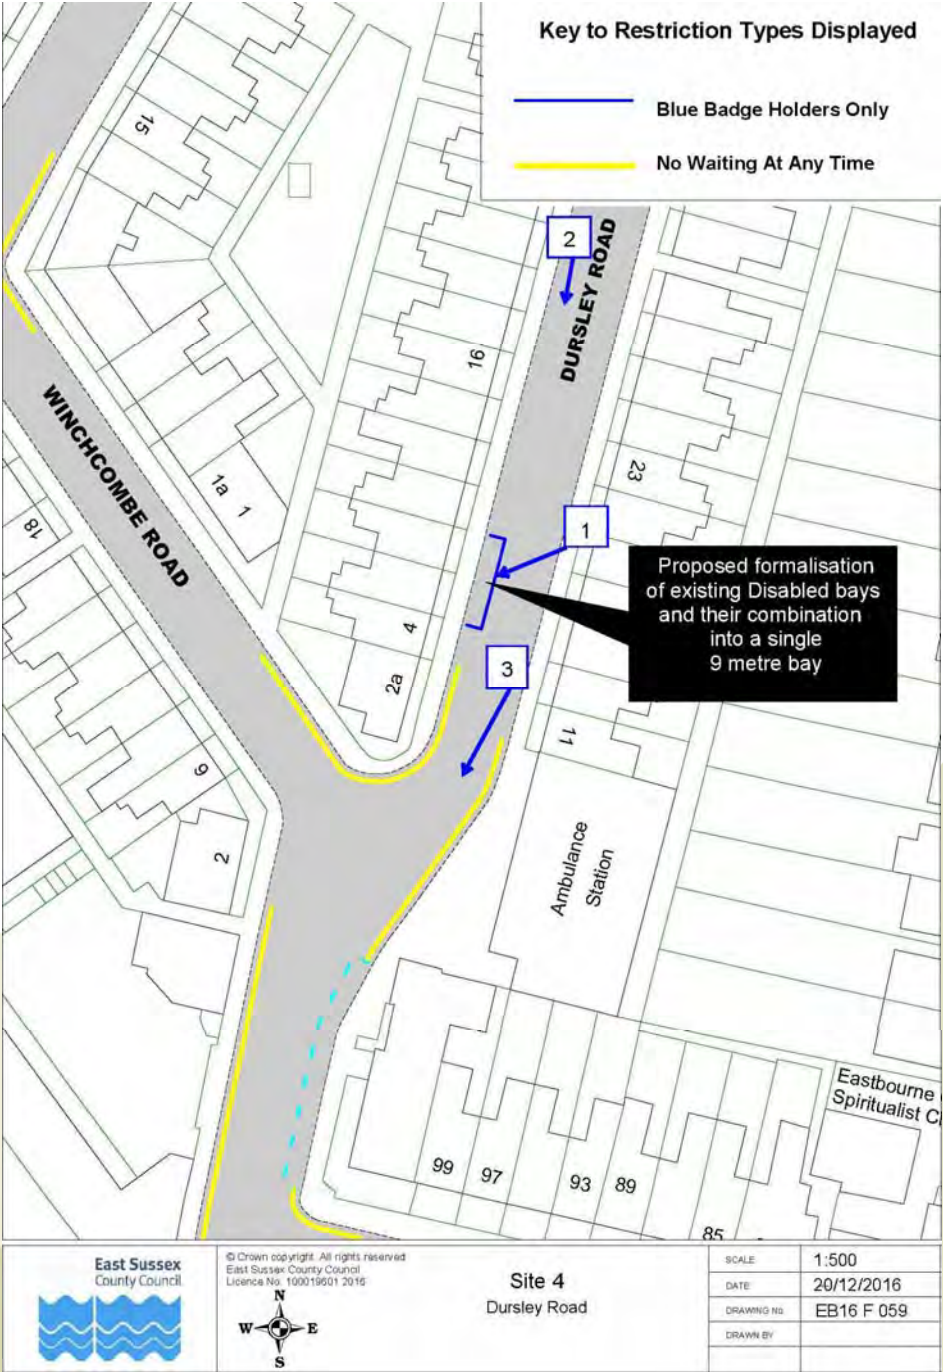 Key to Restriction Types Displayed
Blue Badge Holders Only
No Waiting At Any Time
15
2
DURSLEY ROAD
16
WINCHCOMBE ROAD
1a
1
23
18
1
Proposed formalisation
of existing Disabled bays
and their combination
into a single
9 metre bay
4
3
2a
11
9
2
Ambulance
Station
Eastbourne
Spiritualist
99
97
93
89
85
East Sussex
County Council
© Crown copyright. All rights reserved
East Sussex County Council
Licence No. 100019601 2016
N
W
E
S
Site 4
Dursley Road
SCALE
1:500
DATE
20/12/2016
DRAWING No.
EB16 F 059
DRAWN BY